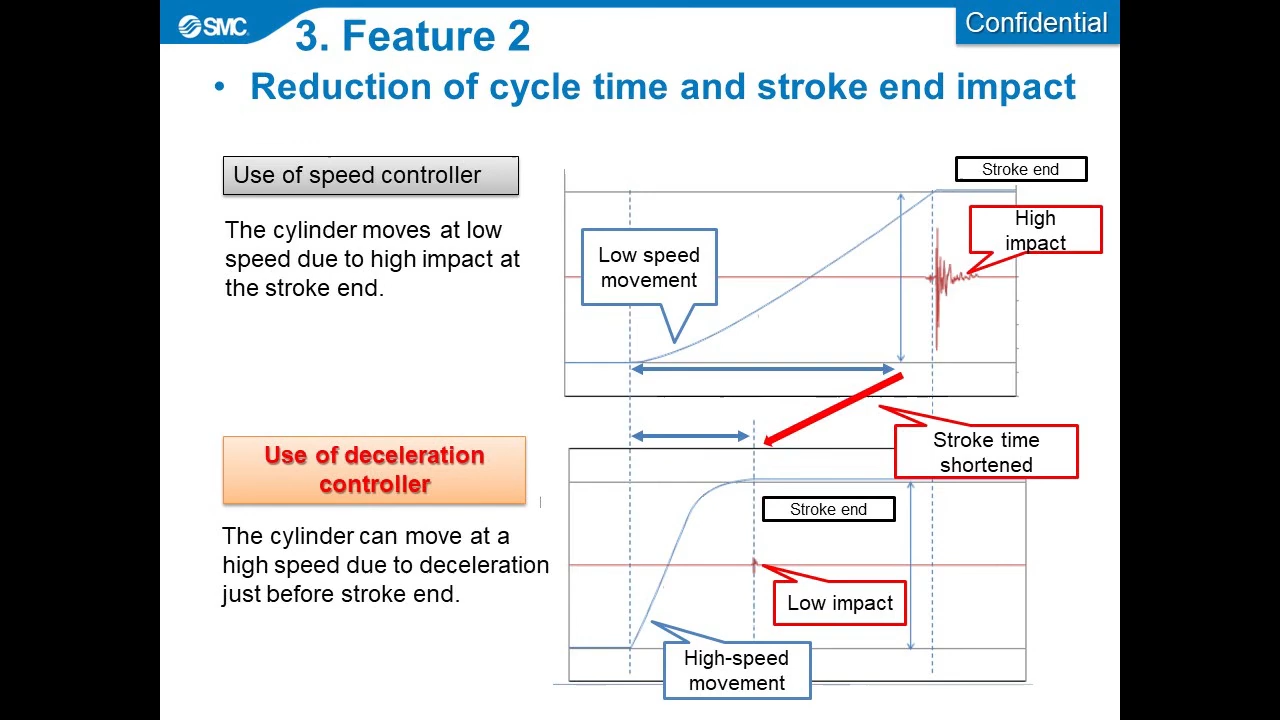 SMC
3. Feature 2
Confidential
• Reduction of cycle time and stroke end impact
Use of speed controller
The cylinder moves at low
speed due to high impact at
the stroke end.
Stroke end
High
impact
Low speed
movement
Stroke time
shortened
Use of deceleration
controller
The cylinder can move at a
high speed due to deceleration
just before stroke end.
Stroke end
Low impact
High-speed
movement